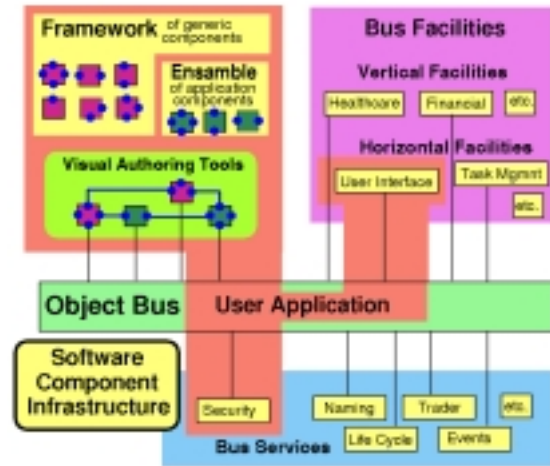 Framework of generic
components
Ensamble
of application
components
Visual Authoring Tools
Bus Facilities
Vertical Facilities
Healthcare
Financial
etc.
Horizontal Facilities
User Interface
Task Mgmnt
etc.
Object Bus
User Application
Software
Component
Infrastructure
Security
Naming
Trader
etc.
Life Cycle
Events
Bus Services